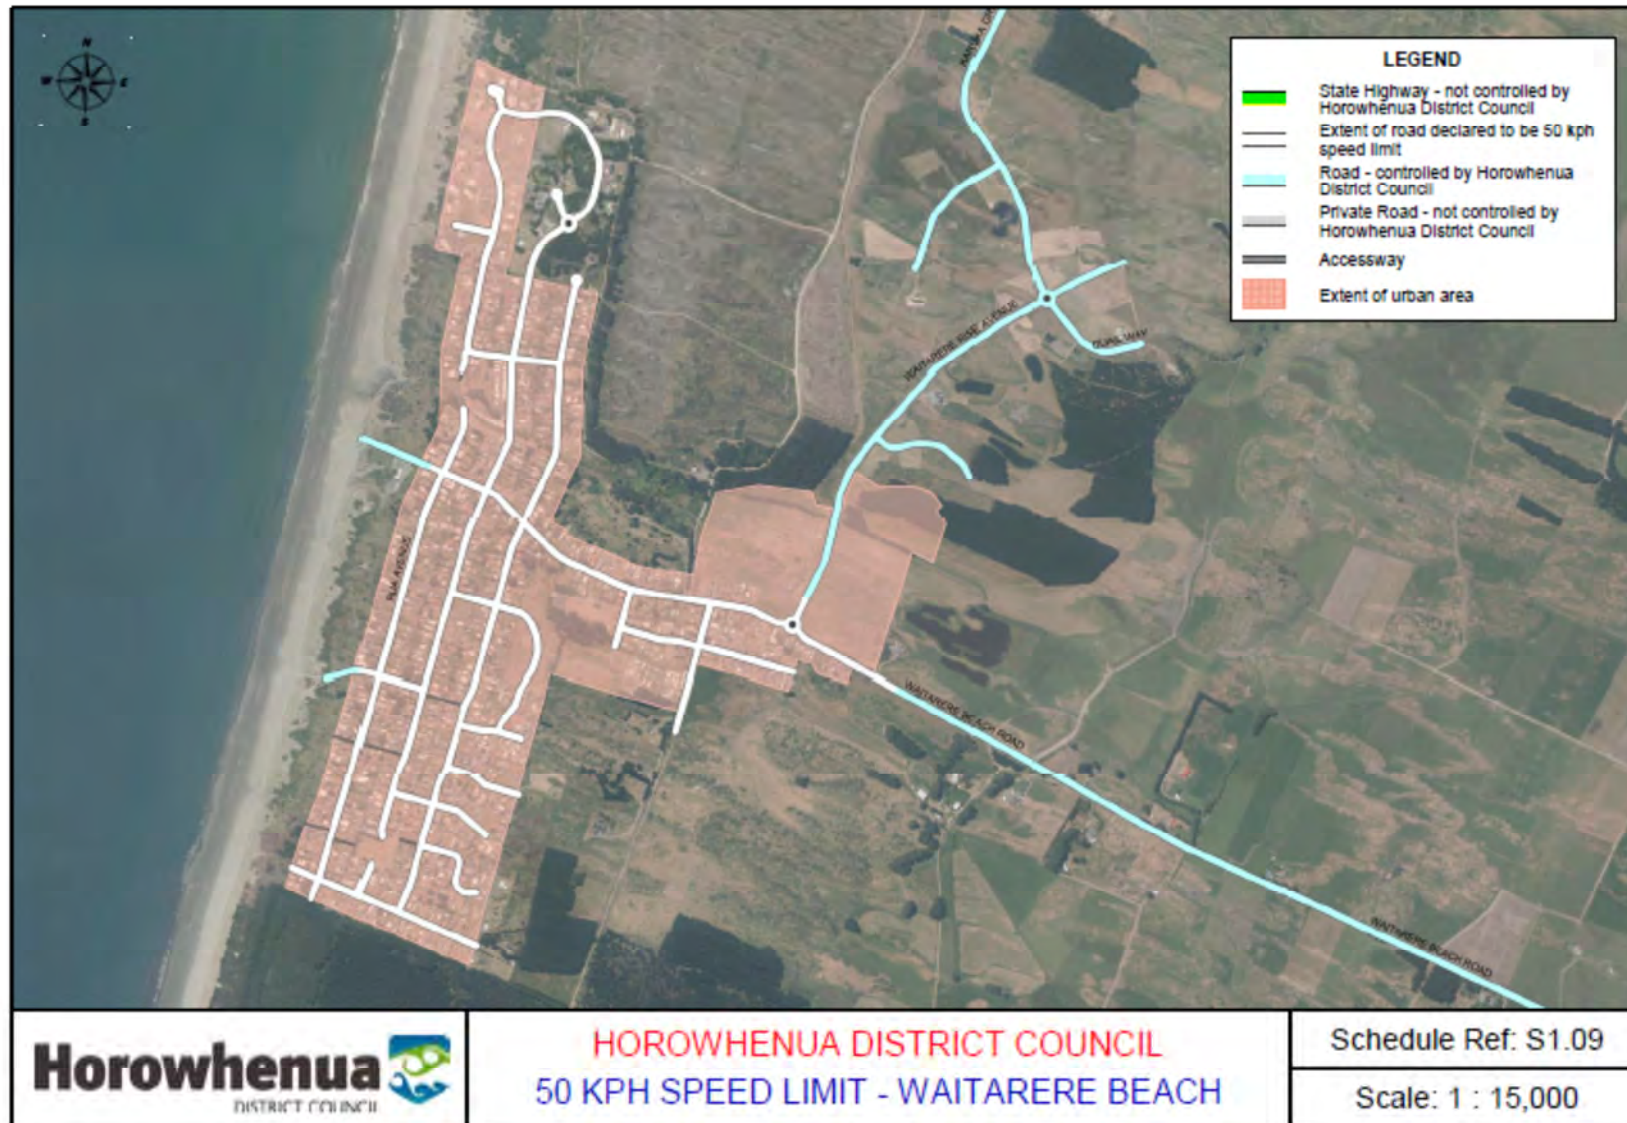 N
W
E
S
LEGEND
State Highway - not controlled by
Horowhenua District Council
Extent of road declared to be 50 kph
speed limit
Road - controlled by Horowhenua
District Council
Private Road - not controlled by
Horowhenua District Council
Accessway
Extent of urban area
WAITARERE RISE AVENUE
RUA AVENUE
WAITARERE BEACH ROAD
WAITARERE BEACH ROAD
Horowhenua
DISTRICT COUNCIL
HOROWHENUA DISTRICT COUNCIL
50 KPH SPEED LIMIT - WAITARERE BEACH
Schedule Ref: S1.09
Scale: 1 : 15,000